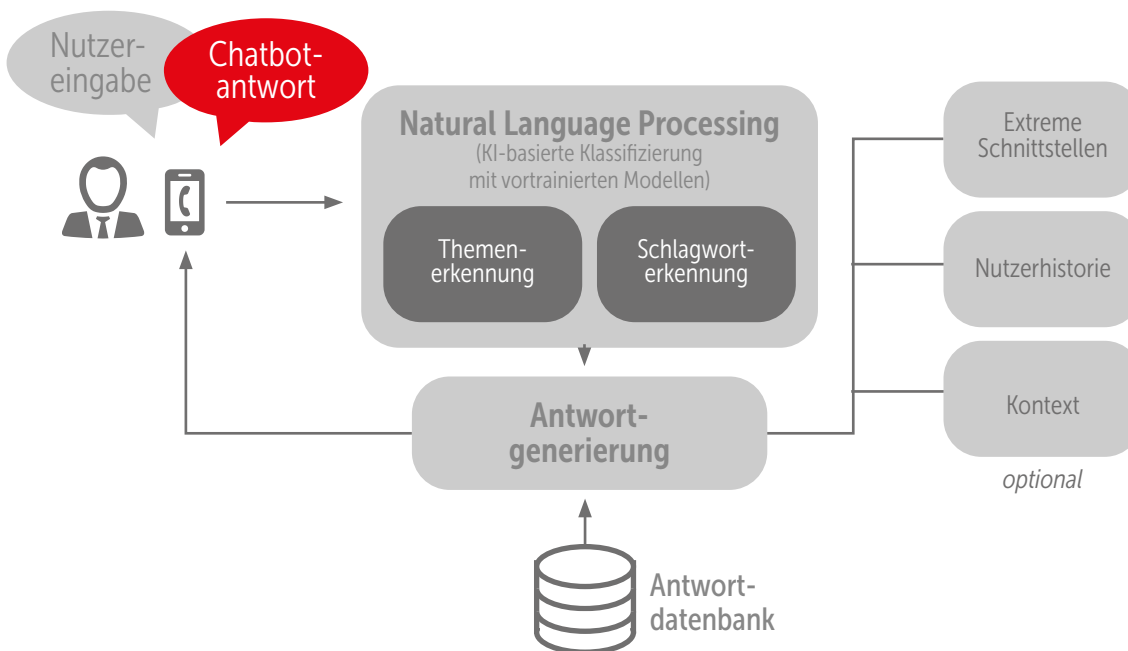 Nutzer-
eingabe
Chatbot-
antwort
Natural Language Processing
(KI-basierte Klassifizierung
mit vortrainierten Modellen)
Themen-
erkennung
Schlagwort-
erkennung
Extreme
Schnittstellen
Nutzerhistorie
Kontext
optional
Antwort-
generierung
Antwort-
datenbank